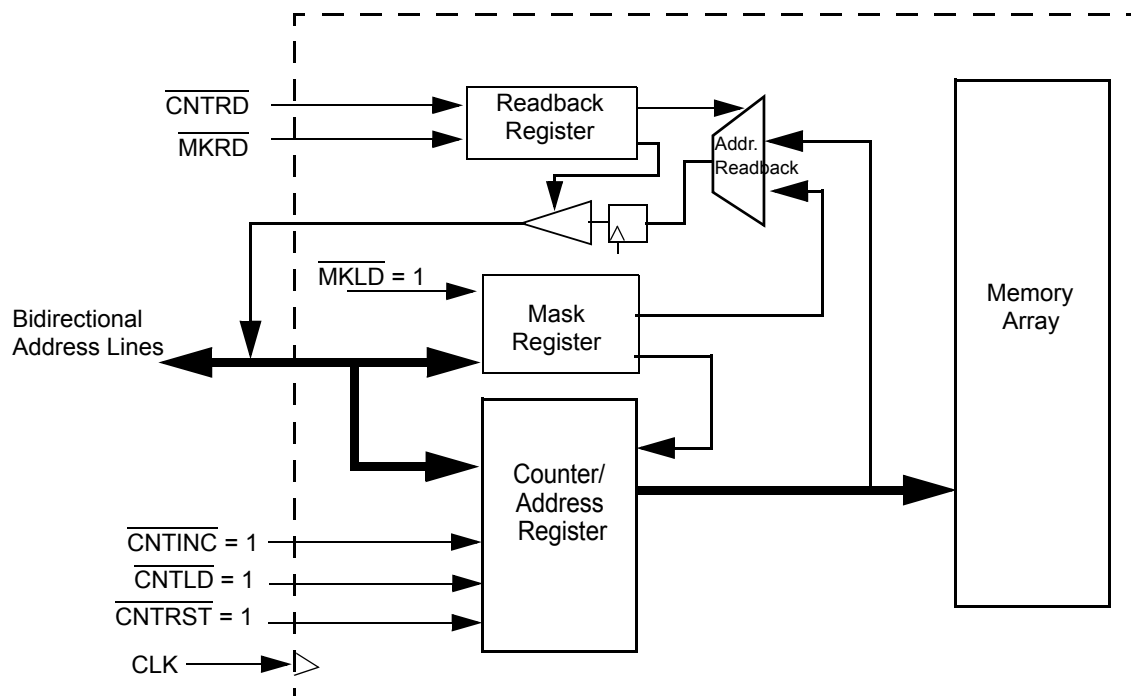 CNTRD
MKRD
Readback
Register
Addr.
Readback
MKLD = 1
Mask
Register
Memory
Array
Bidirectional
Address Lines
Counter/
Address
Register
CNTINC = 1
CNTLD = 1
CNTRST = 1
CLK